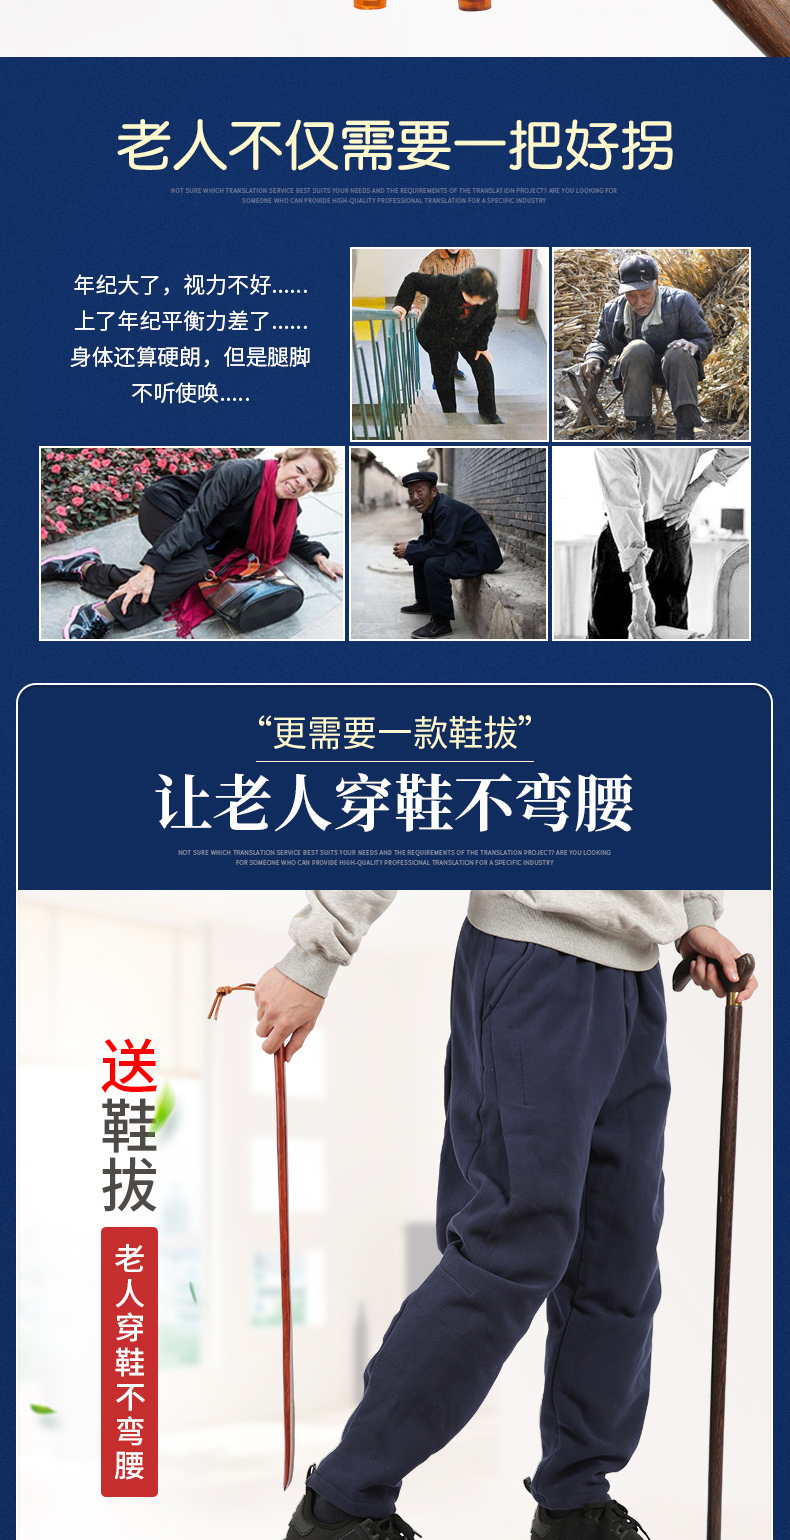 老人不仅需要一把好拐
NOT SURE WHICH TRANSLATION SERVICE BEST SUITS YOUR NEEDS AND THE REQUIREMENTS OF THE TRANSLATION PROJECT? ARE YOU LOOKING FOR
SOMEONE WHO CAN PROVIDE HIGH-QUALITY PROFESSIONAL TRANSLATION FOR A SPECIFIC INDUSTRY
年纪大了，视力不好......
上了年纪平衡力差了......
身体还算硬朗，但是腿脚
不听使唤.....
“更需要一款鞋拔”
让老人穿鞋不弯腰
NOT SURE WHICH TRANSLATION SERVICE BEST SUITS YOUR NEEDS AND THE REQUIREMENTS OF THE TRANSLATION PROJECT? ARE YOU LOOKING
FOR SOMEONE WHO CAN PROVIDE HIGH-QUALITY PROFESSIONAL TRANSLATION FOR A SPECIFIC INDUSTRY
送鞋拔
老人穿鞋不弯腰